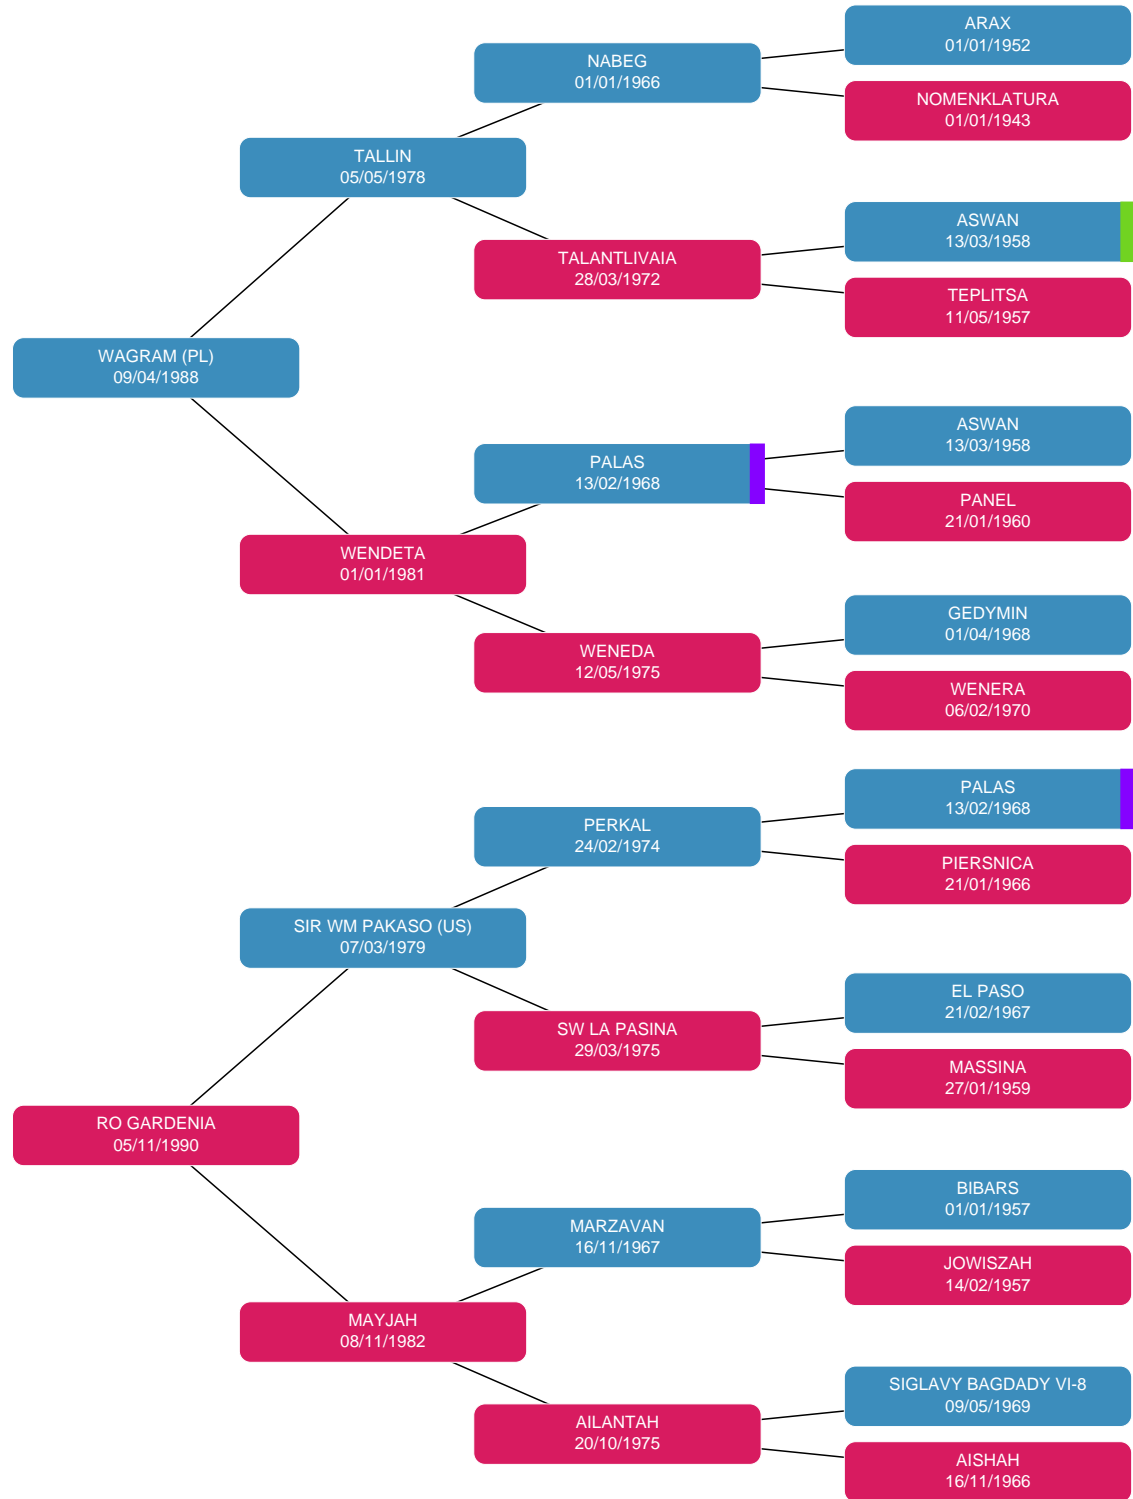 ARAX
01/01/1952
NABEG
01/01/1966
NOMENKLATURA
01/01/1943
TALLIN
05/05/1978
ASWAN
13/03/1958
TALANTLIVAIA
28/03/1972
TEPLITSA
11/05/1957
WAGRAM (PL)
09/04/1988
ASWAN
13/03/1958
PALAS
13/02/1968
PANEL
21/01/1960
WENDETA
01/01/1981
GEDYMIN
01/04/1968
WENEDA
12/05/1975
WENERA
06/02/1970
PALAS
13/02/1968
PERKAL
24/02/1974
PIERSNICA
21/01/1966
SIR WM PAKASO (US)
07/03/1979
EL PASO
21/02/1967
SW LA PASINA
29/03/1975
MASSINA
27/01/1959
RO GARDENIA
05/11/1990
BIBARS
01/01/1957
MARZAVAN
16/11/1967
JOWISZAH
14/02/1957
MAYJAH
08/11/1982
SIGLAVY BAGDADY VI-8
09/05/1969
AILANTAH
20/10/1975
AISHAH
16/11/1966